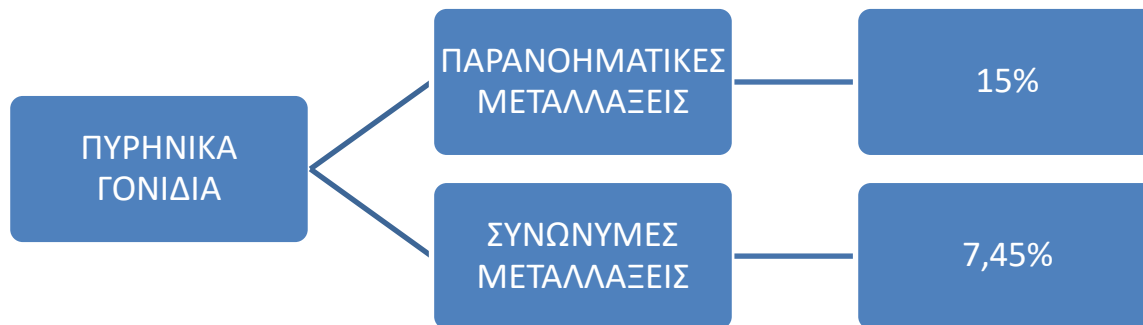 ΠΥΡΗΝΙΚΑ
ΓΟΝΙΔΙΑ
ΠΑΡΑΝΟΗΜΑΤΙΚΕΣ
ΜΕΤΑΛΛΑΞΕΙΣ
15%
ΣΥΝΩΝΥΜΕΣ
ΜΕΤΑΛΛΑΞΕΙΣ
7,45%